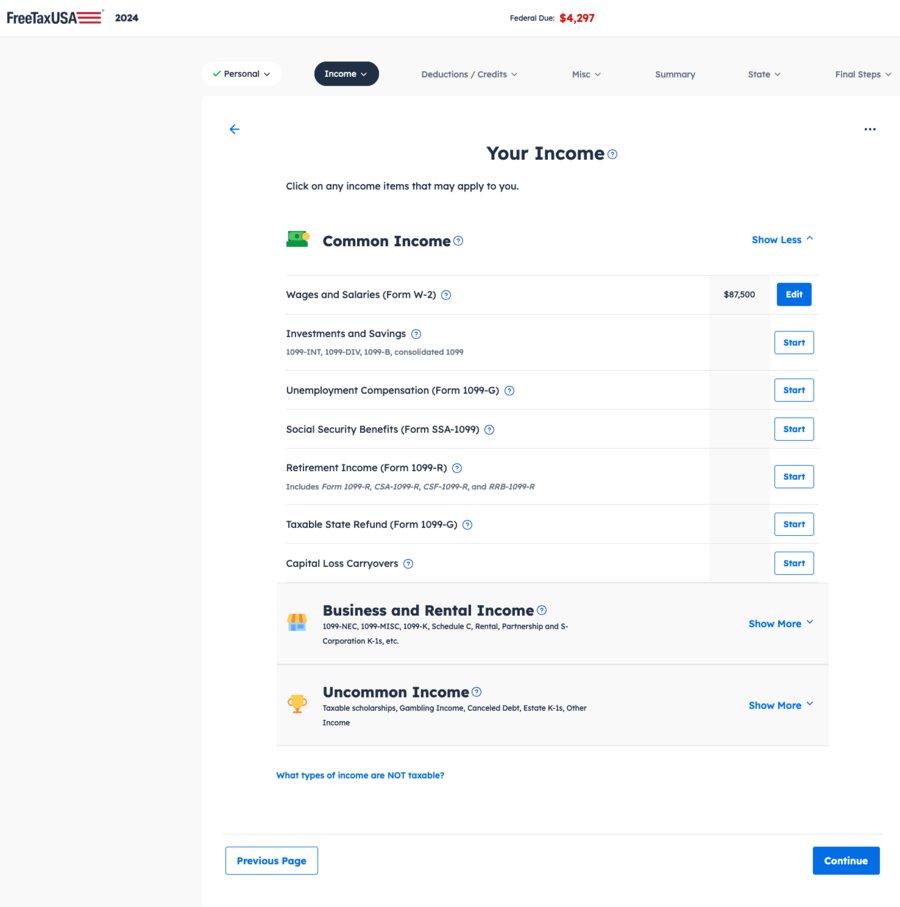 FreeTaxUSA 2024 Federal Due: $4,297
Personal Income Deductions / Credits Misc Summary State Final Steps
Your Income
Click on any income items that may apply to you.
Common Income Show Less
Wages and Salaries (Form W-2) $87,500 Edit
Investments and Savings
1099-INT, 1099-DIV, 1099-B, consolidated 1099
Start
Unemployment Compensation (Form 1099-G) Start
Social Security Benefits (Form SSA-1099) Start
Retirement Income (Form 1099-R)
Includes Form 1099-R, CSA-1099-R, CSF-1099-R, and RRB-1099-R
Start
Taxable State Refund (Form 1099-G) Start
Capital Loss Carryovers Start
Business and Rental Income
1099-NEC, 1099-MISC, 1099-K, Schedule C, Rental, Partnership and S-
Corporation K-1s, etc.
Show More
Uncommon Income
Taxable scholarships, Gambling Income, Canceled Debt, Estate K-1s, Other
Income
Show More
What types of income are NOT taxable?
Previous Page Continue